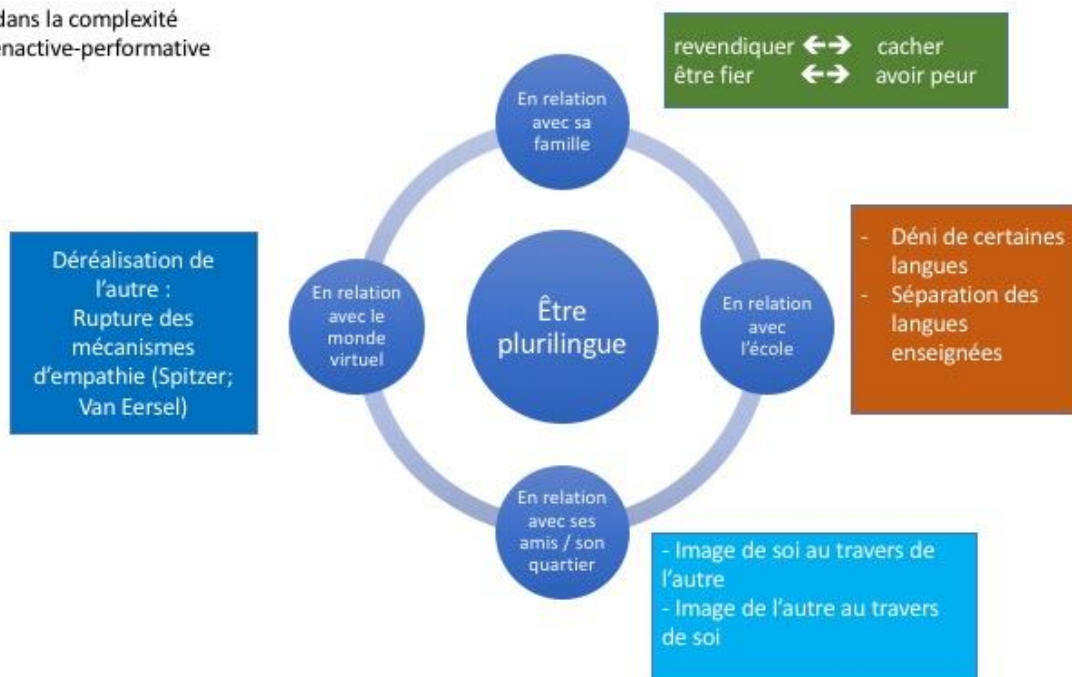 dans la complexité
enactive-performative
revendiquer ←→ cacher
être fier ←→ avoir peur
En relation
avec sa
famille
Déréalisation de
l'autre :
Rupture des
mécanismes
d'empathie (Spitzer;
Van Eersel)
En relation
avec le
monde
virtuel
Être
plurilingue
En relation
avec
l'école
- Déni de certaines
langues
- Séparation des
langues
enseignées
En relation
avec ses
amis / son
quartier
- Image de soi au travers de
l'autre
- Image de l'autre au travers
de soi